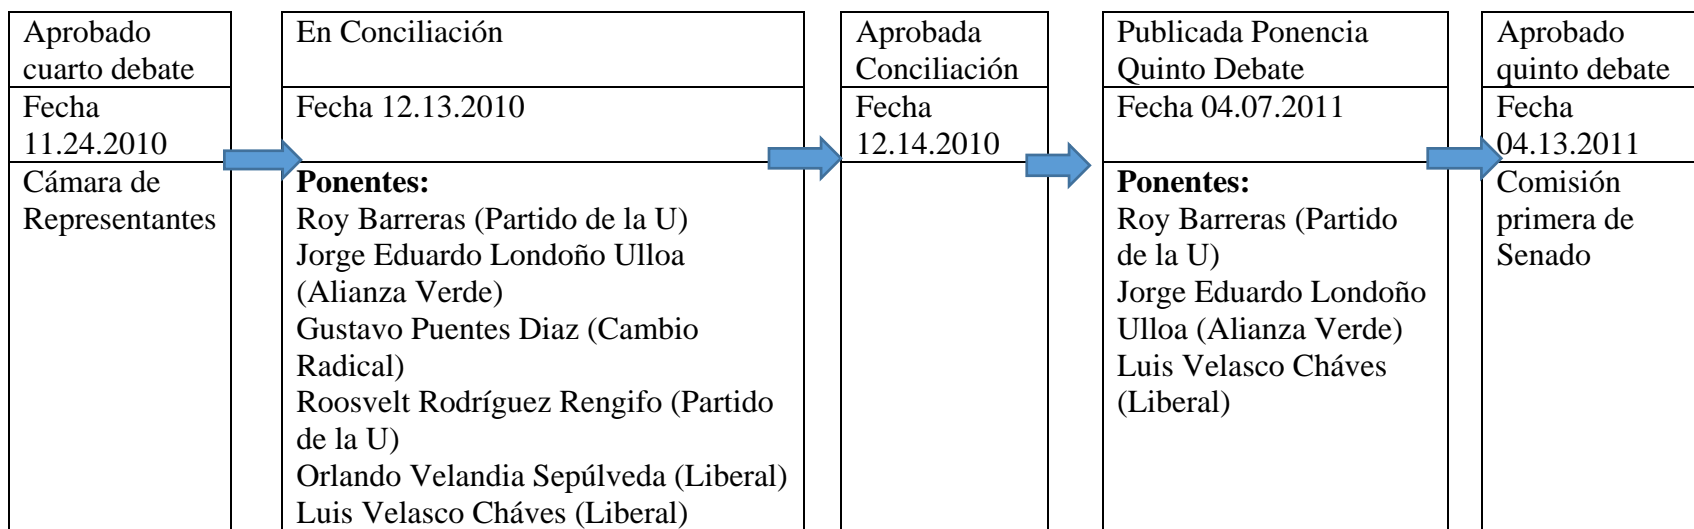 Aprobado
cuarto debate
Fecha
11.24.2010
Cámara de
Representantes
En Conciliación
Fecha 12.13.2010
Ponentes:
Roy Barreras (Partido de la U)
Jorge Eduardo Londoño Ulloa
(Alianza Verde)
Gustavo Puentes Diaz (Cambio
Radical)
Roosvelt Rodríguez Rengifo (Partido
de la U)
Orlando Velandia Sepúlveda (Liberal)
Luis Velasco Cháves (Liberal)
Aprobada
Conciliación
Fecha
12.14.2010
Publicada Ponencia
Quinto Debate
Fecha 04.07.2011
Ponentes:
Roy Barreras (Partido
de la U)
Jorge Eduardo Londoño
Ulloa (Alianza Verde)
Luis Velasco Cháves
(Liberal)
Aprobado
quinto debate
Fecha
04.13.2011
Comisión
primera de
Senado